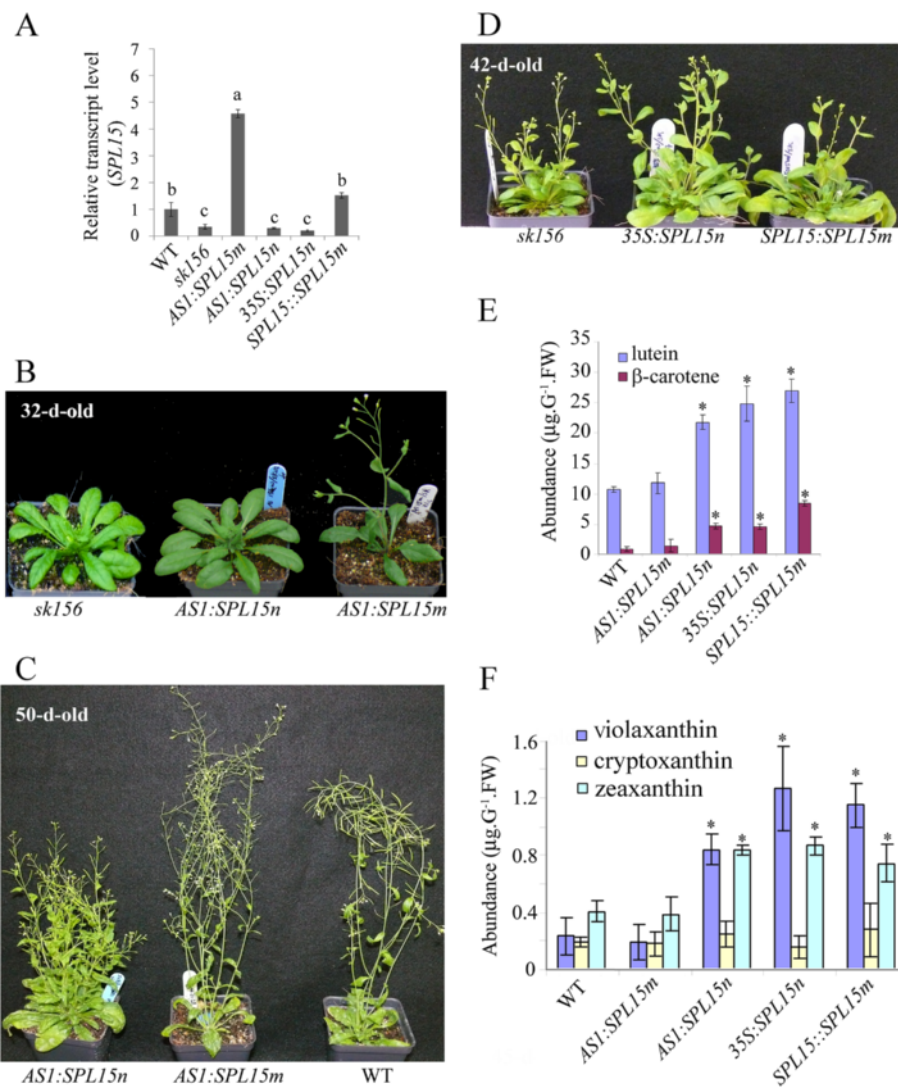 A
7
6
5
4
3
2
1
0
Relative transcript level
(SPL15)
b
c
a
c
c
b
WT
sk156
AS1:SPL15m
AS1:SPL15n
35S:SPL15n
SPL15::SPL15m
B
32-d-old
sk156
AS1:SPL15n
AS1:SPL15m
C
50-d-old
AS1:SPL15n
AS1:SPL15m
WT
D
42-d-old
sk156
35S:SPL15n
SPL15::SPL15m
E
35
30
25
20
15
10
5
0
Abundance (µg.G⁻¹.FW)
lutein
β-carotene
*
*
*
*
*
*
WT
AS1:SPL15m
AS1:SPL15n
35S:SPL15n
SPL15::SPL15m
F
1.6
1.2
0.8
0.4
0
Abundance (µg.G⁻¹.FW)
violaxanthin
cryptoxanthin
zeaxanthin
*
*
*
*
*
*
WT
AS1:SPL15m
AS1:SPL15n
35S:SPL15n
SPL15::SPL15m